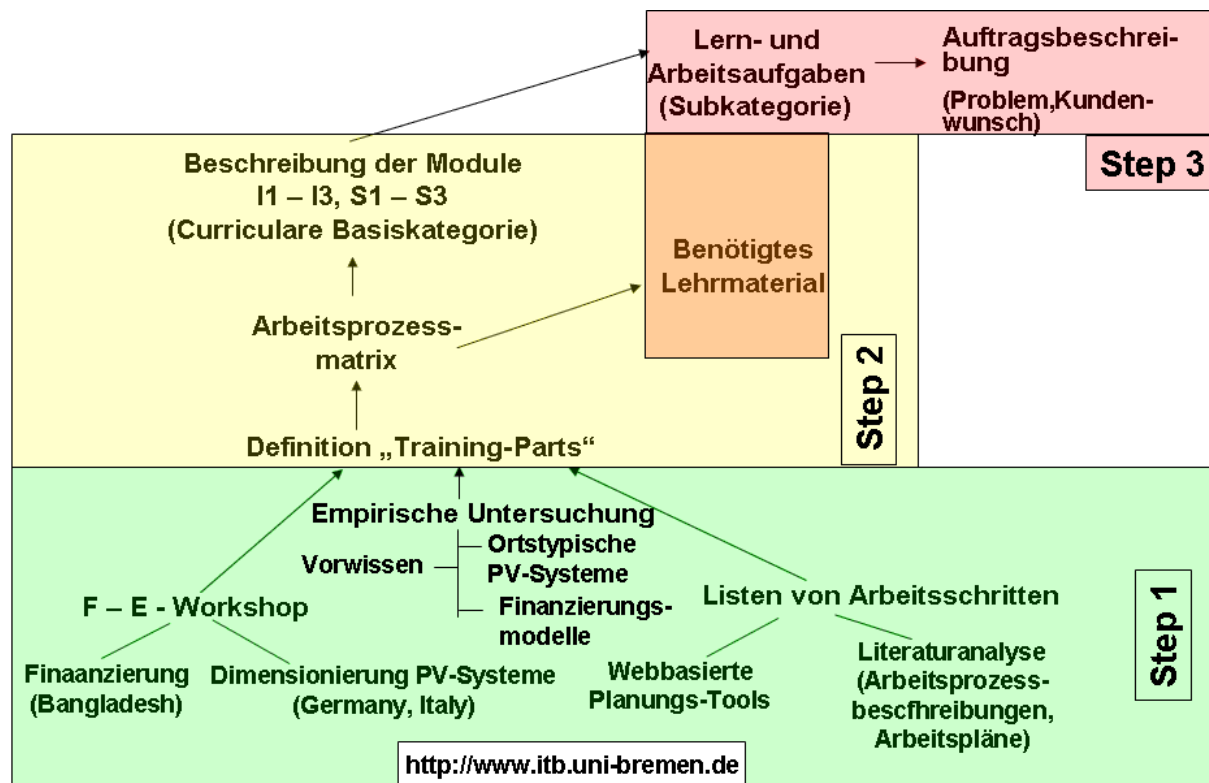 Lern- und
Arbeitsaufgaben
(Subkategorie)
Auftragsbeschrei-
bung
(Problem,Kunden-
wunsch)
Step 3
Beschreibung der Module
I1 – I3, S1 – S3
(Curriculare Basiskategorie)
Benötigtes
Lehrmaterial
Arbeitsprozess-
matrix
Step 2
Definition „Training-Parts“
Empirische Untersuchung
Vorwissen
Ortstypische
PV-Systeme
Finanzierungs-
modelle
F – E - Workshop
Finaanzierung
(Bangladesh)
Dimensionierung PV-Systeme
(Germany, Italy)
Listen von Arbeitsschritten
Webbasierte
Planungs-Tools
Literaturanalyse
(Arbeitsprozess-
bescfhreibungen,
Arbeitspläne)
Step 1
http://www.itb.uni-bremen.de